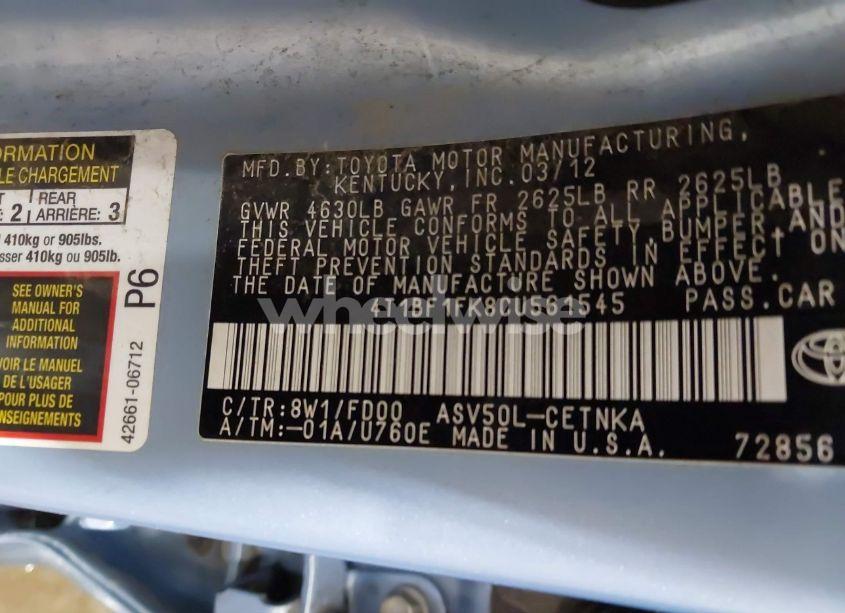 ORMATION
LE CHARGEMENT
T REAR
: 2 ARRIÈRE: 3
410kg or 905lbs.
sser 410kg ou 905lb.
SEE OWNER'S
MANUAL FOR
ADDITIONAL
INFORMATION
VOIR LE MANUEL
DE L'USAGER
POUR PLUS DE
NSEIGNEMENTS
42661-06712
P6
MFD.BY:TOYOTA MOTOR MANUFACTURING,
KENTUCKY,INC.03/12
GVWR 4630LB GAWR FR 2625LB RR 2625LB
THIS VEHICLE CONFORMS TO ALL APPLICABLE
FEDERAL MOTOR VEHICLE SAFETY,BUMPER,AND
THEFT PREVENTION STANDARDS IN EFFECT ON
THE DATE OF MANUFACTURE SHOWN ABOVE.
4T1BF1FK8CU561545 PASS.CAR
wheelwise
C/TR:8W1/FD00 ASV50L-CETNKA
A/TM:-01A/U760E MADE IN U.S.A.
72856